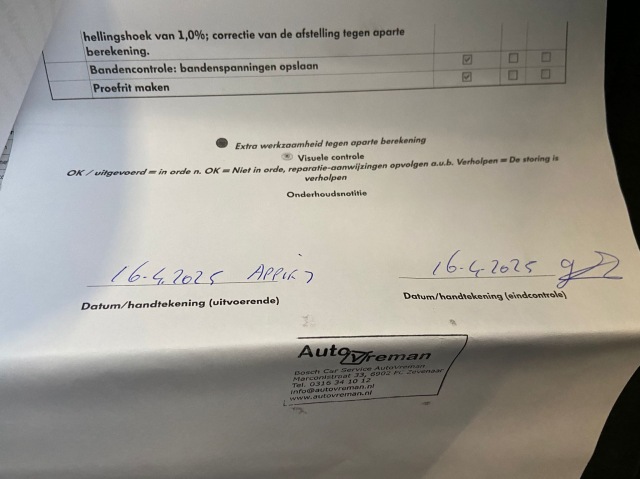 hellingshoek van 1,0%; correctie van de afstelling tegen aparte
berekening.
Bandencontrole: bandenspanningen opslaan
Proefrit maken
Extra werkzaamheid tegen aparte berekening
Visuele controle
OK / uitgevoerd = in orde n. OK = Niet in orde, reparatie-aanwijzingen opvolgen a.u.b. Verholpen = De storing is
verholpen
Onderhoudsnotitie
16-4-2025
16-4-2025
Datum/handtekening (uitvoerende)
Datum/handtekening (eindcontrole)
AutoVreman
Bosch Car Service Autovreman
Marconistraat 33, 6902 PC Zevenaar
Tel. 0316 34 10 12
info@autovreman.nl
www.autovreman.nl